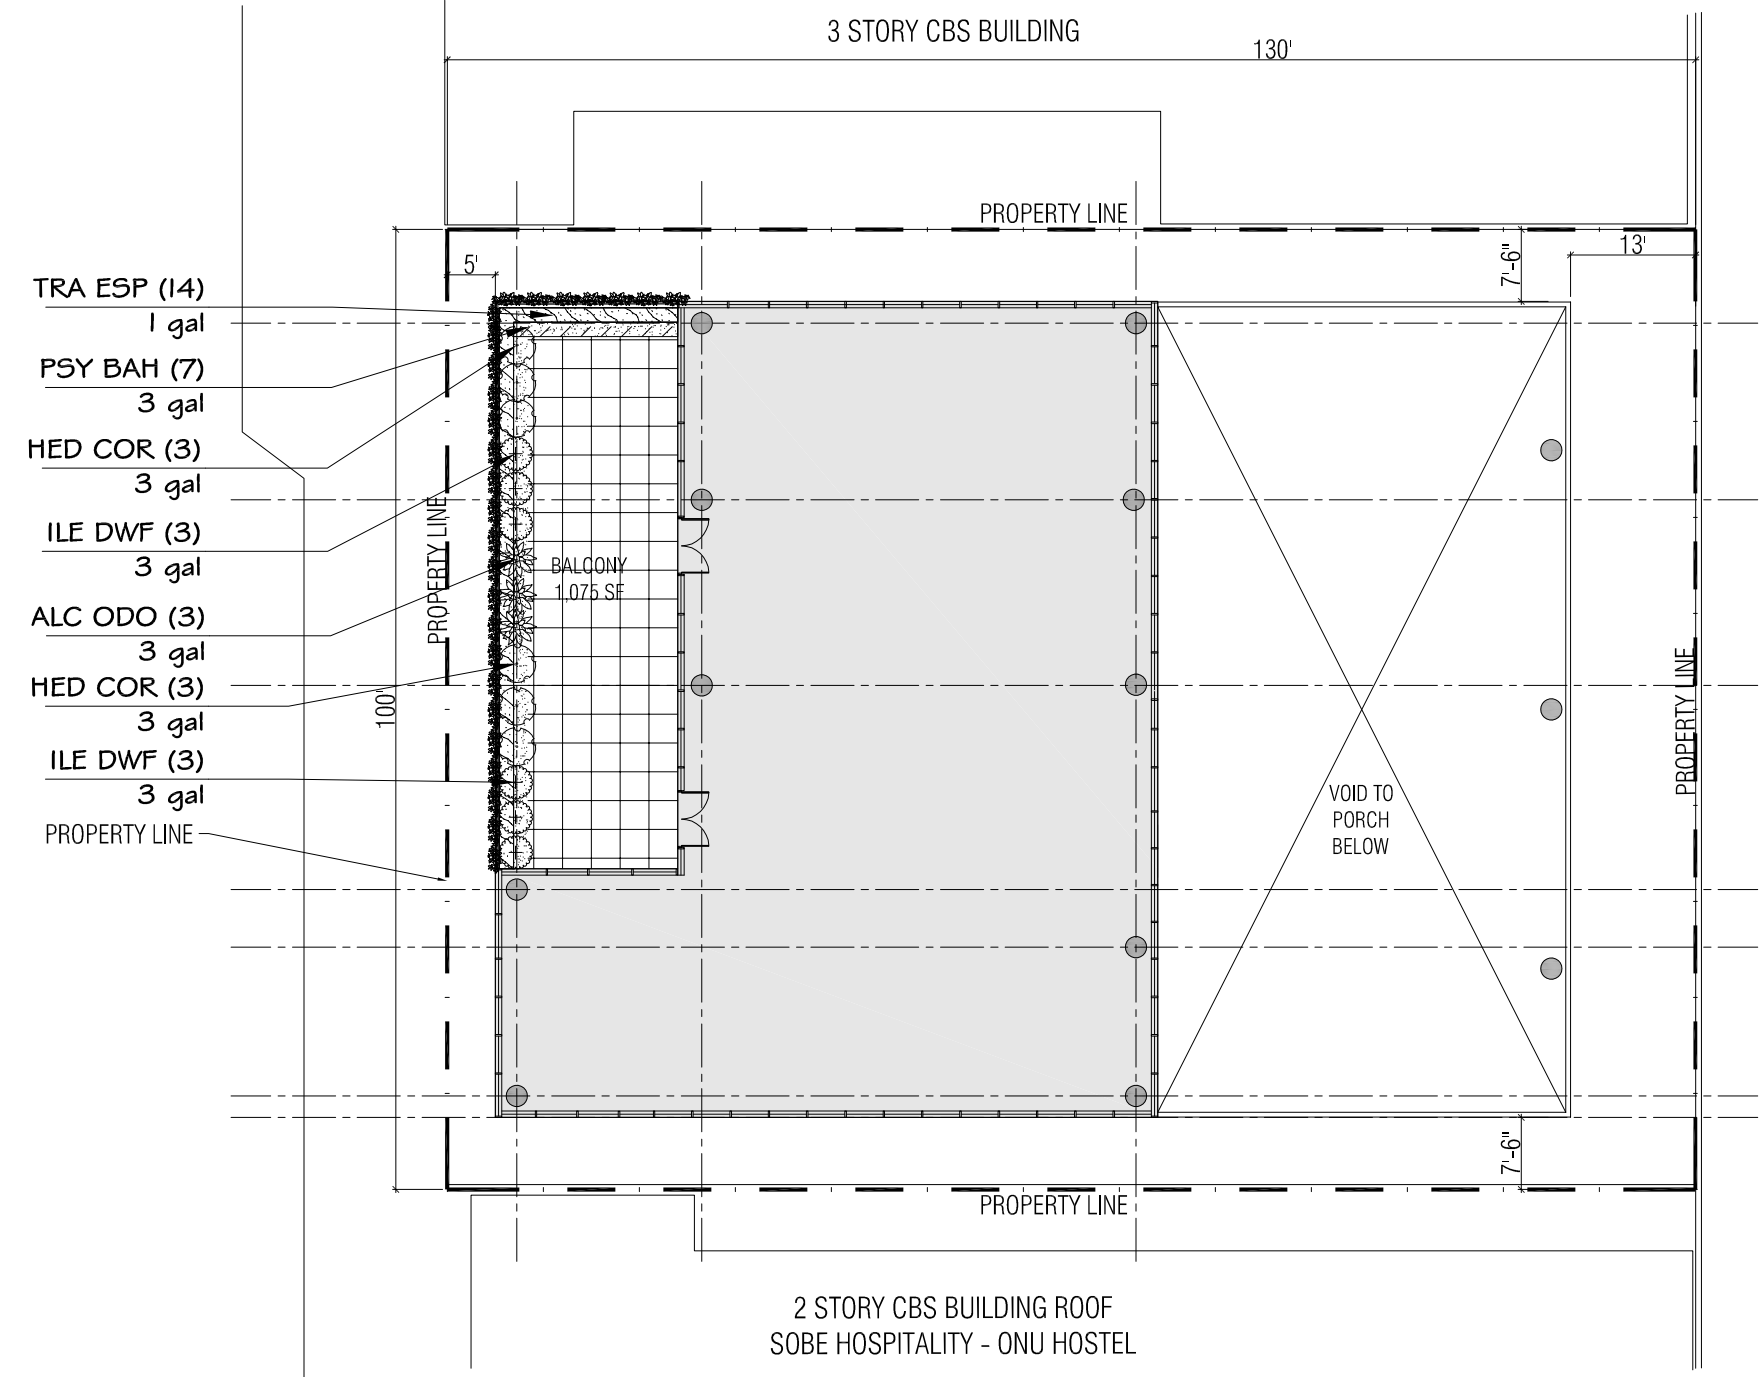 3 STORY CBS BUILDING
130'
PROPERTY LINE
5'
7'-6"
13'
TRA ESP (14)
1 gal
PSY BAH (7)
3 gal
HED COR (3)
3 gal
ILE DWF (3)
3 gal
ALC ODO (3)
3 gal
HED COR (3)
3 gal
ILE DWF (3)
3 gal
PROPERTY LINE
PROPERTY LINE
100'
BALCONY
1,075 SF
VOID TO
PORCH
BELOW
PROPERTY LINE
7'-6"
PROPERTY LINE
2 STORY CBS BUILDING ROOF
SOBE HOSPITALITY - ONU HOSTEL